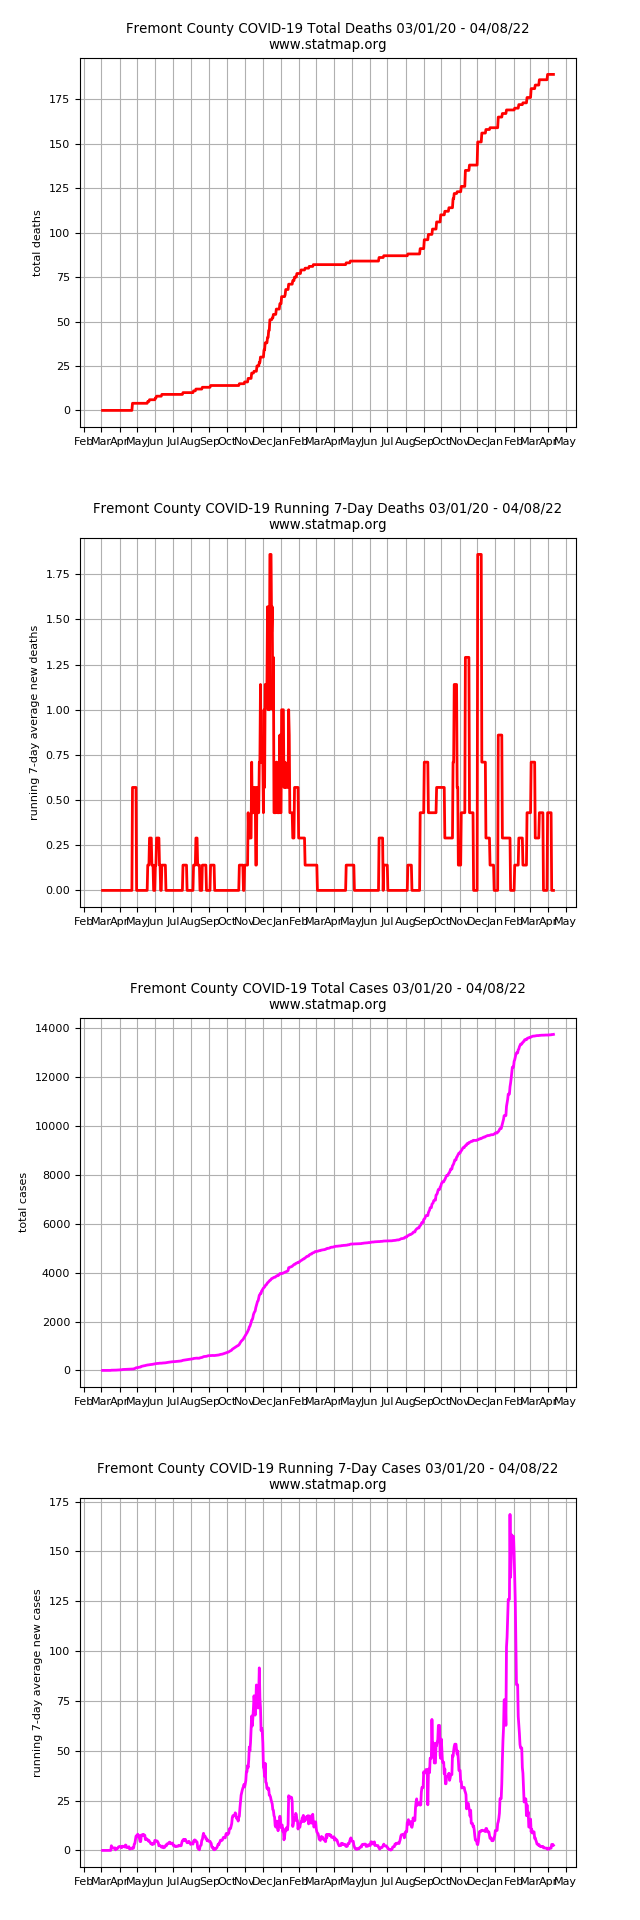 Fremont County COVID-19 Total Deaths 03/01/20 - 04/08/22
www.statmap.org
total deaths
175
150
125
100
75
50
25
0
Feb Mar Apr May Jun Jul Aug Sep Oct Nov Dec Jan Feb Mar Apr May Jun Jul Aug Sep Oct Nov Dec Jan Feb Mar Apr May
Fremont County COVID-19 Running 7-Day Deaths 03/01/20 - 04/08/22
www.statmap.org
running 7-day average new deaths
1.75
1.50
1.25
1.00
0.75
0.50
0.25
0.00
Feb Mar Apr May Jun Jul Aug Sep Oct Nov Dec Jan Feb Mar Apr May Jun Jul Aug Sep Oct Nov Dec Jan Feb Mar Apr May
Fremont County COVID-19 Total Cases 03/01/20 - 04/08/22
www.statmap.org
total cases
14000
12000
10000
8000
6000
4000
2000
0
Feb Mar Apr May Jun Jul Aug Sep Oct Nov Dec Jan Feb Mar Apr May Jun Jul Aug Sep Oct Nov Dec Jan Feb Mar Apr May
Fremont County COVID-19 Running 7-Day Cases 03/01/20 - 04/08/22
www.statmap.org
running 7-day average new cases
175
150
125
100
75
50
25
0
Feb Mar Apr May Jun Jul Aug Sep Oct Nov Dec Jan Feb Mar Apr May Jun Jul Aug Sep Oct Nov Dec Jan Feb Mar Apr May